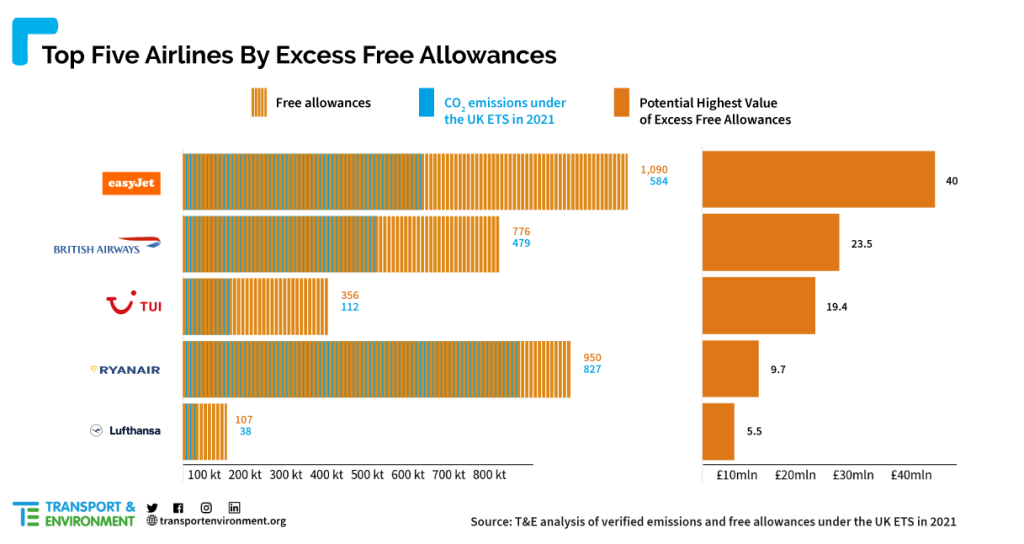 Top Five Airlines By Excess Free Allowances
Free allowances
CO2 emissions under
the UK ETS in 2021
Potential Highest Value
of Excess Free Allowances
easyJet
1,090
584
40
BRITISH AIRWAYS
776
479
23.5
TUI
356
112
19.4
RYANAIR
950
827
9.7
Lufthansa
107
38
5.5
100 kt 200 kt 300 kt 400 kt 500 kt 600 kt 700 kt 800 kt
£10mln £20mln £30mln £40mln
TE TRANSPORT &
ENVIRONMENT
transportenvironment.org
Source: T&E analysis of verified emissions and free allowances under the UK ETS in 2021